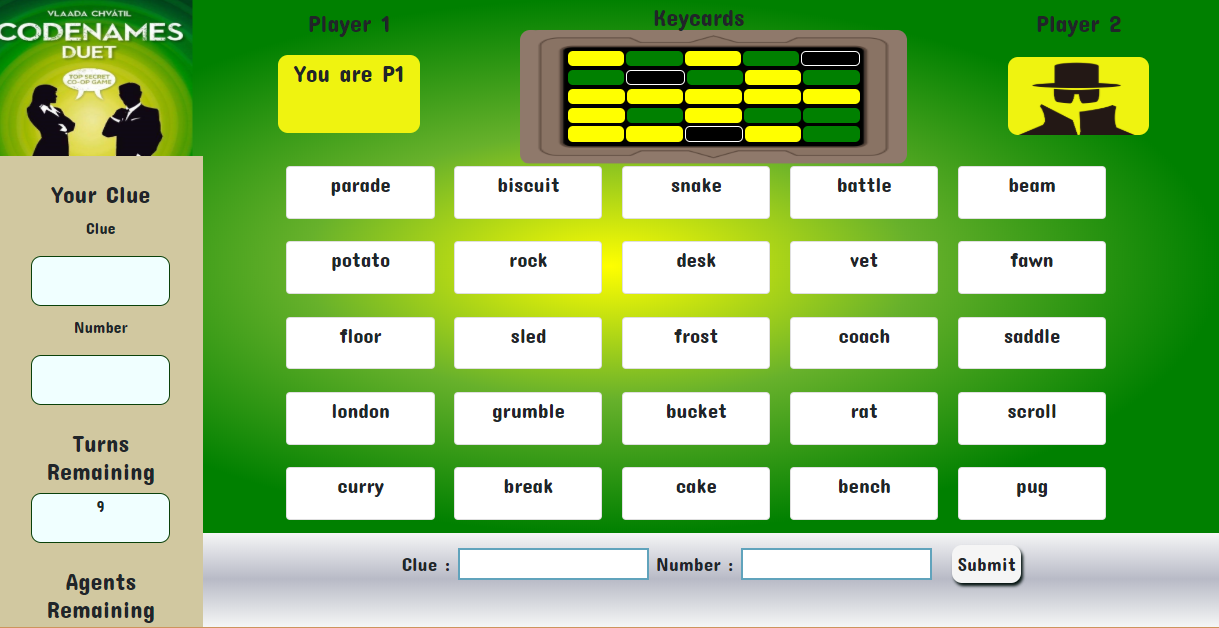 VLAADA CHVÁTIL
CODENAMES
DUET
TOP SECRET
CO-OP GAME
Player 1
Keycards
Player 2
You are P1
Your Clue
Clue
Number
Turns
Remaining
9
Agents
Remaining
parade biscuit snake battle beam
potato rock desk vet fawn
floor sled frost coach saddle
london grumble bucket rat scroll
curry break cake bench pug
Clue : Number : Submit